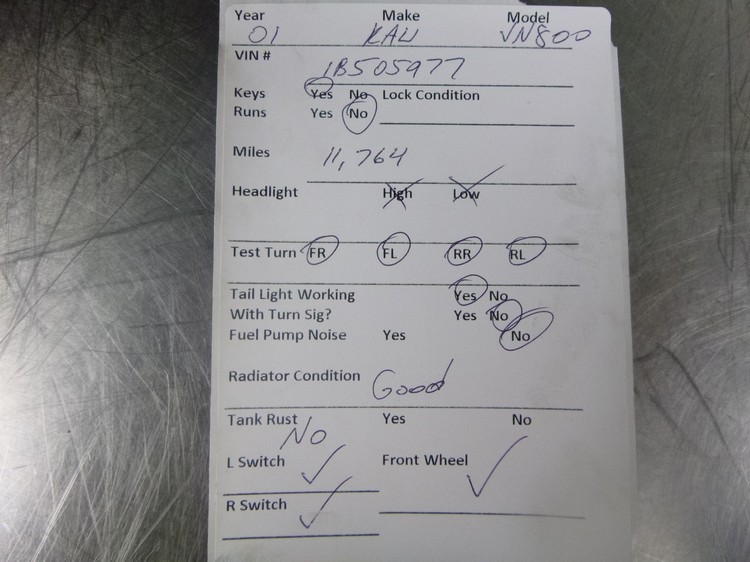 Year Make Model
01 KAW VN800
VIN #
1B505977
Keys Yes No Lock Condition
Runs Yes No
Miles 11,764
Headlight High Low
Test Turn FR FL RR RL
Tail Light Working Yes No
With Turn Sig? Yes No
Fuel Pump Noise Yes No
Radiator Condition Good
Tank Rust Yes No
NO
L Switch ✓ Front Wheel ✓
R Switch ✓